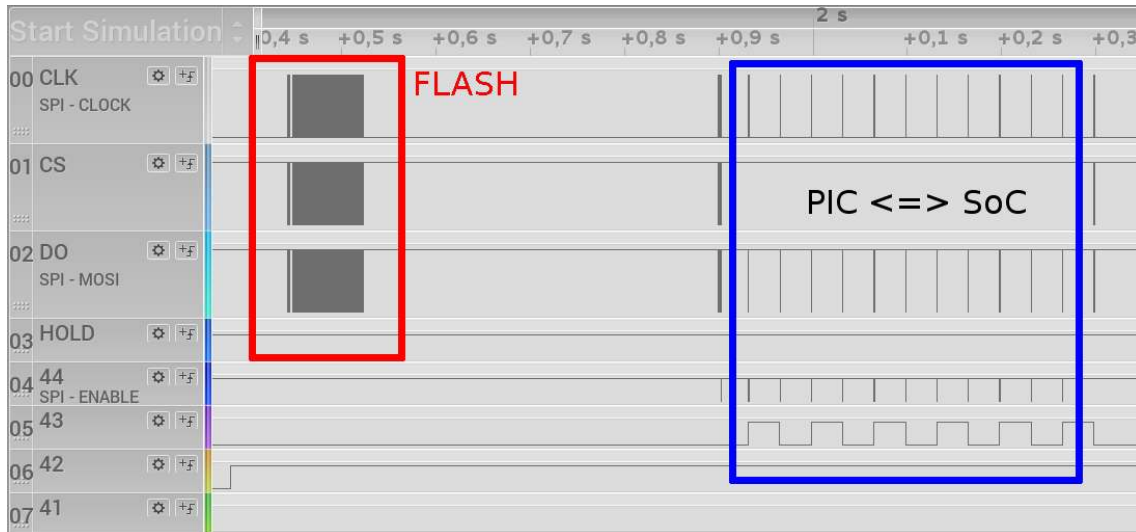 Start Simulation
2 s
+0,4 s +0,5 s +0,6 s +0,7 s +0,8 s +0,9 s +0,1 s +0,2 s +0,3
00 CLK
SPI - CLOCK
FLASH
01 CS
PIC <=> SoC
02 DO
SPI - MOSI
03 HOLD
04 44
SPI - ENABLE
05 43
06 42
07 41